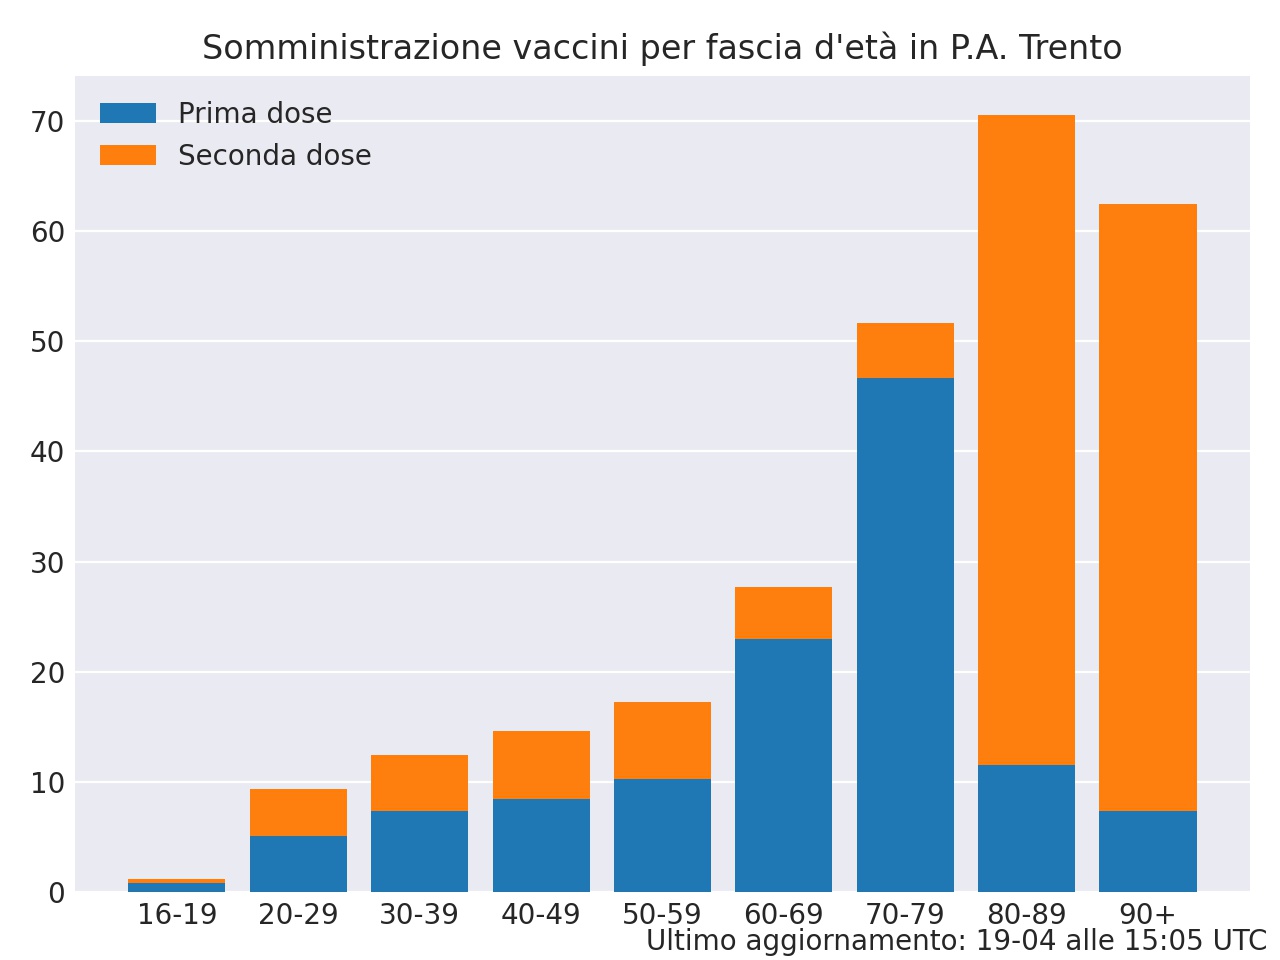 Somministrazione vaccini per fascia d'età in P.A. Trento
Prima dose
Seconda dose
70
60
50
40
30
20
10
0
16-19 20-29 30-39 40-49 50-59 60-69 70-79 80-89 90+
Ultimo aggiornamento: 19-04 alle 15:05 UTC